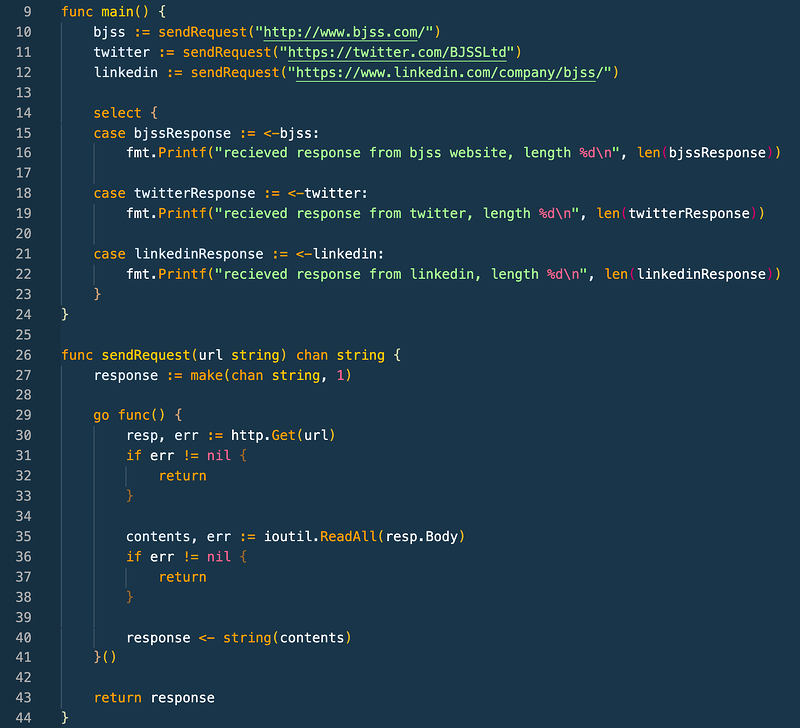 9 func main() {
10 bjss := sendRequest("http://www.bjss.com/")
11 twitter := sendRequest("https://twitter.com/BJSSLtd")
12 linkedin := sendRequest("https://www.linkedin.com/company/bjss/")
13
14 select {
15 case bjssResponse := <-bjss:
16 fmt.Printf("recieved response from bjss website, length %d\n", len(bjssResponse))
17
18 case twitterResponse := <-twitter:
19 fmt.Printf("recieved response from twitter, length %d\n", len(twitterResponse))
20
21 case linkedinResponse := <-linkedin:
22 fmt.Printf("recieved response from linkedin, length %d\n", len(linkedinResponse))
23 }
24 }
25
26 func sendRequest(url string) chan string {
27 response := make(chan string, 1)
28
29 go func() {
30 resp, err := http.Get(url)
31 if err != nil {
32 return
33 }
34
35 contents, err := ioutil.ReadAll(resp.Body)
36 if err != nil {
37 return
38 }
39
40 response <- string(contents)
41 }()
42
43 return response
44 }